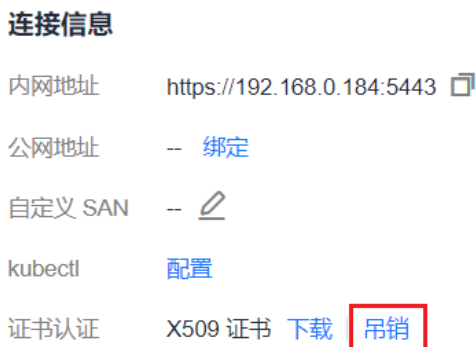 连接信息
内网地址 https://192.168.0.184:5443
公网地址 -- 绑定
自定义 SAN --
kubectl 配置
证书认证 X509 证书 下载 吊销